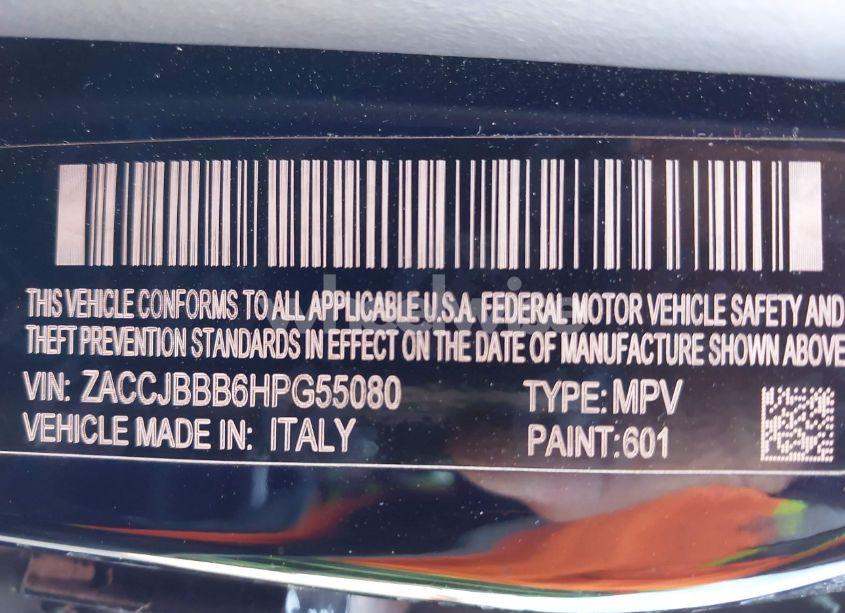 THIS VEHICLE CONFORMS TO ALL APPLICABLE U.S.A. FEDERAL MOTOR VEHICLE SAFETY AND
THEFT PREVENTION STANDARDS IN EFFECT ON THE DATE OF MANUFACTURE SHOWN ABOVE
VIN: ZACCJBBB6HPG55080 TYPE: MPV
VEHICLE MADE IN: ITALY PAINT:601